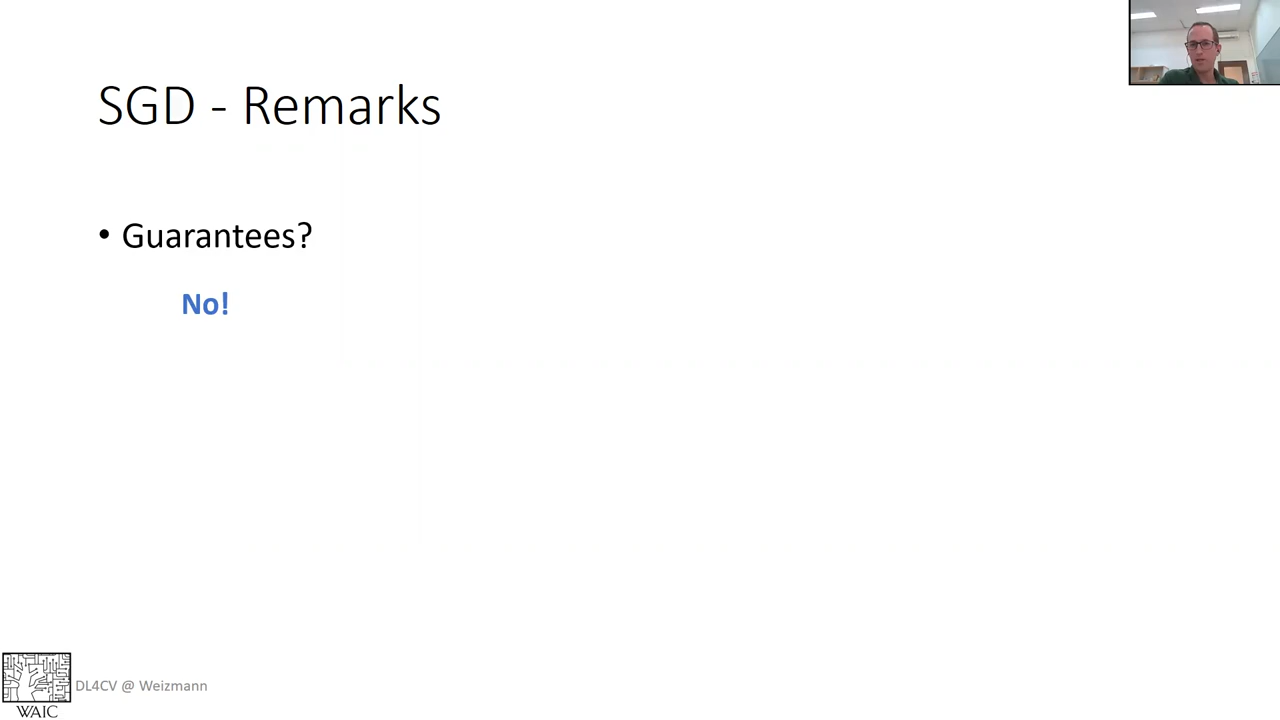 SGD - Remarks
• Guarantees?
No!
DL4CV @ Weizmann
WAIC